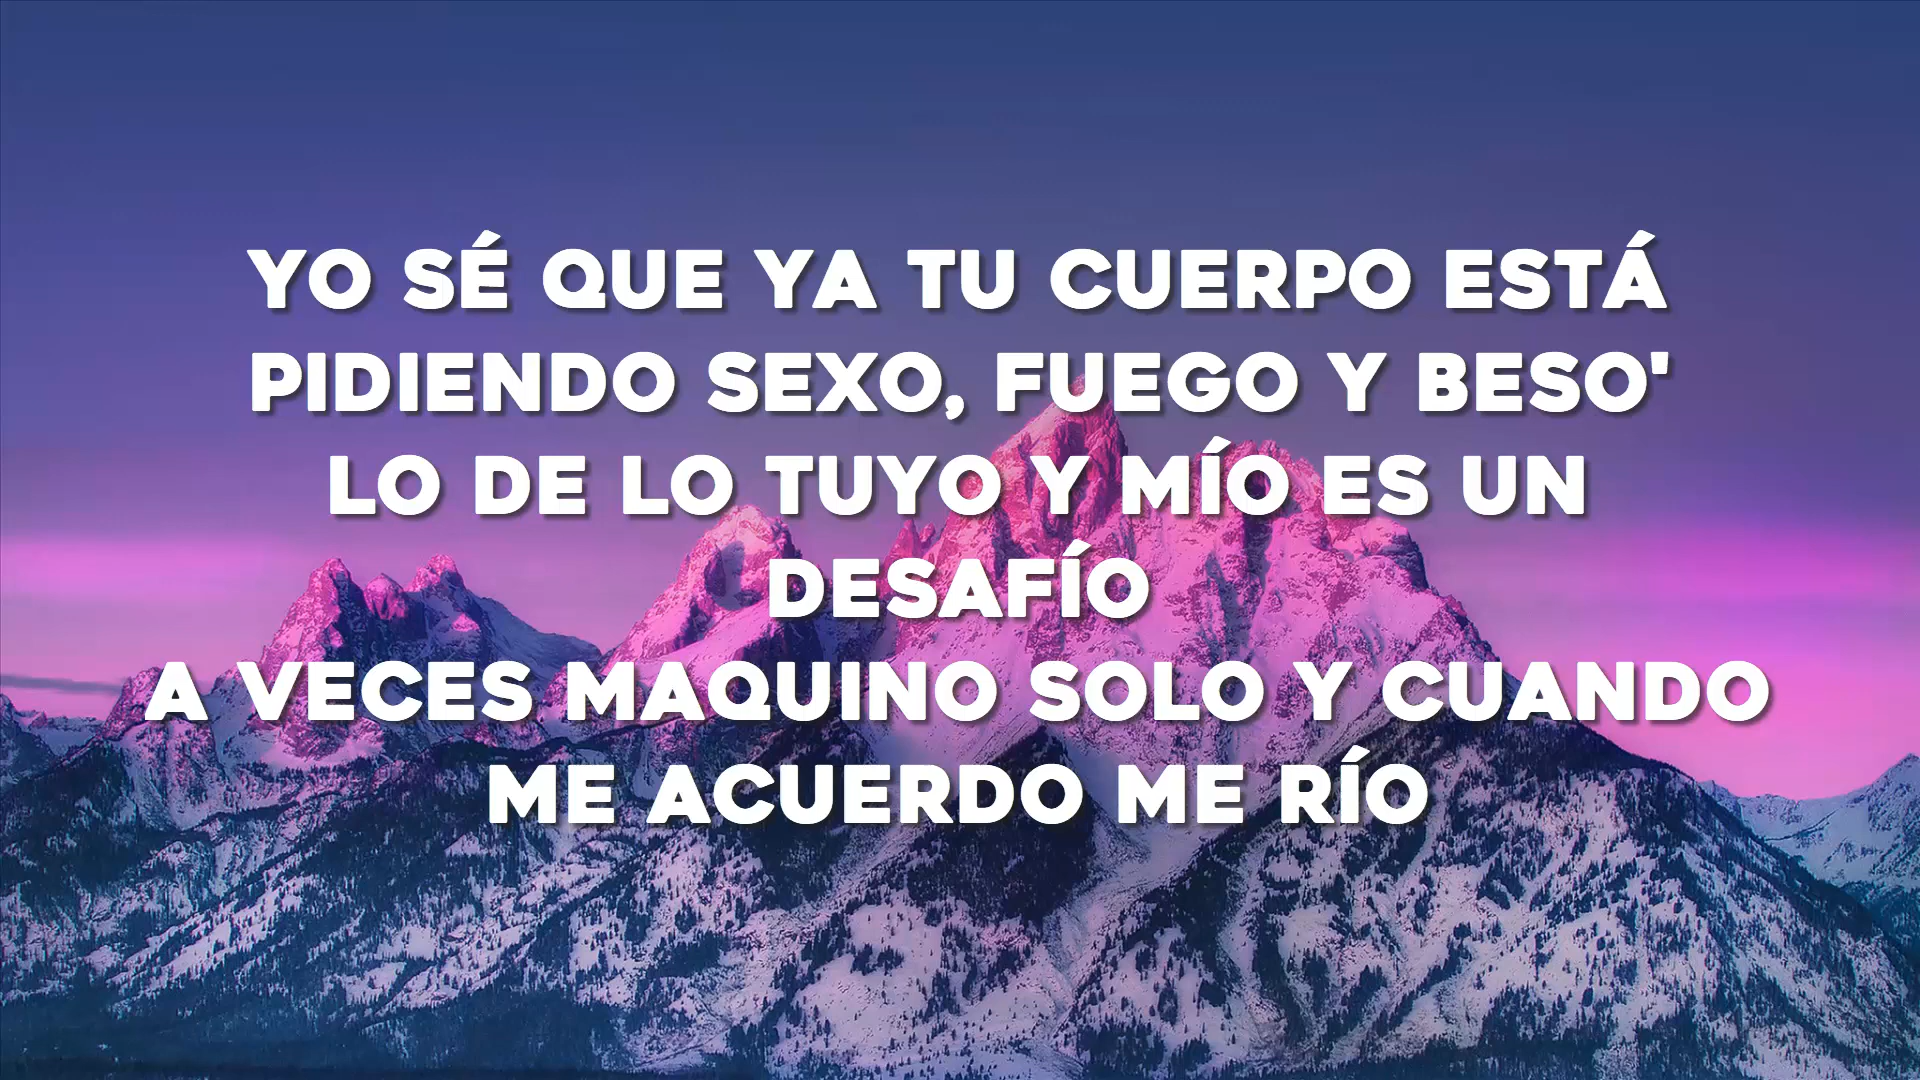 YO SÉ QUE YA TU CUERPO ESTÁ
PIDIENDO SEXO, FUEGO Y BESO'
LO DE LO TUYO Y MÍO ES UN
DESAFÍO
A VECES MAQUINO SOLO Y CUANDO
ME ACUERDO ME RÍO